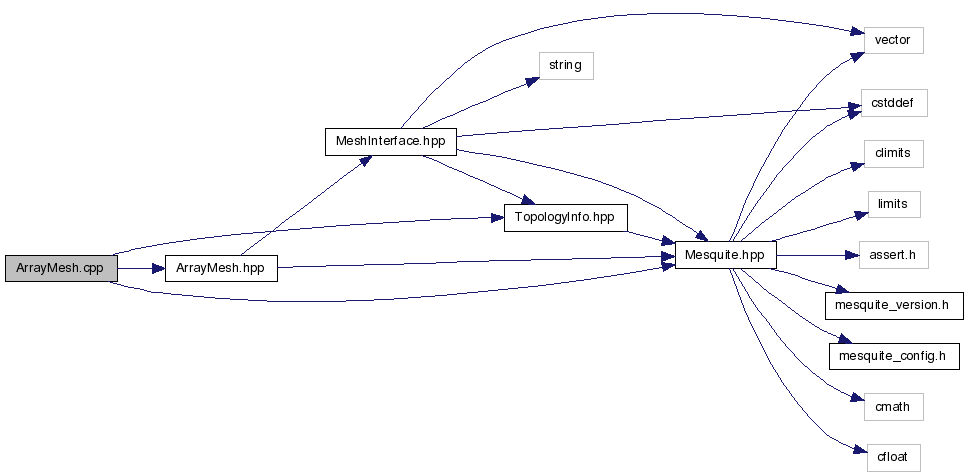 vector
string
cstddef
MeshInterface.hpp
climits
limits
TopologyInfo.hpp
Mesquite.hpp
assert.h
ArrayMesh.cpp
ArrayMesh.hpp
mesquite_version.h
mesquite_config.h
cmath
cfloat